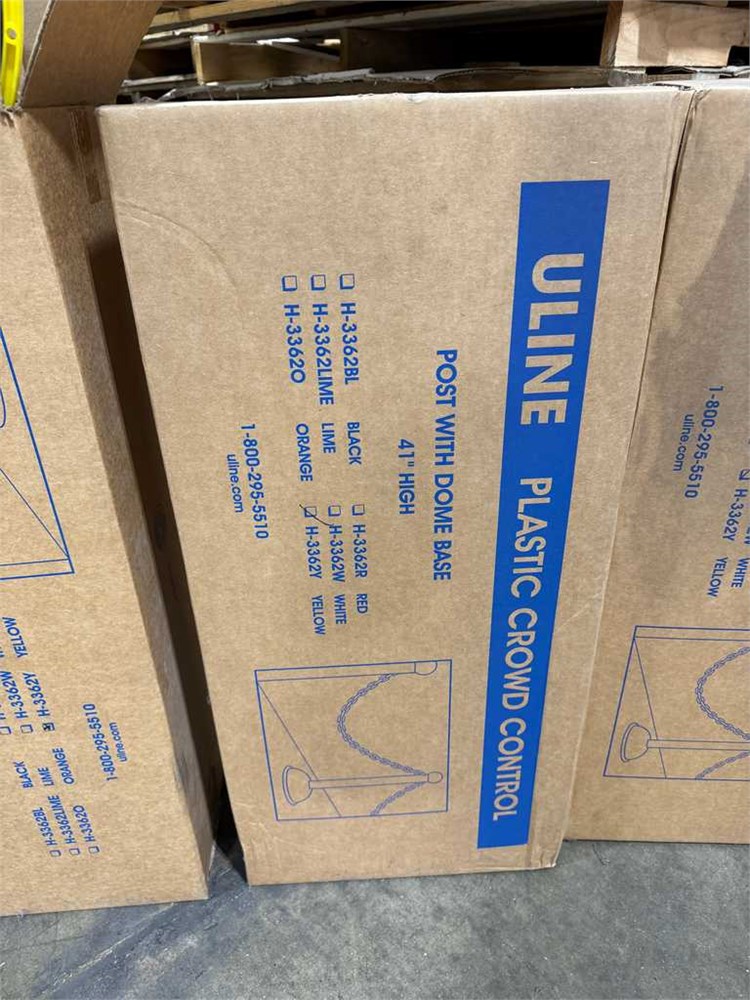 ULINE PLASTIC CROWD CONTROL
POST WITH DOME BASE
41" HIGH
H-3362BL BLACK
H-3362LIME LIME
H-3362O ORANGE
H-3362R RED
H-3362W WHITE
H-3362Y YELLOW
1-800-295-5510
uline.com
WHITE
H-3362Y YELLOW
1-800-295-5510
uline.com
H-3362BL BLACK
H-3362LIME LIME
H-3362O ORANGE
H-3362W
H-3362Y YELLOW
1-800-295-5510
uline.com